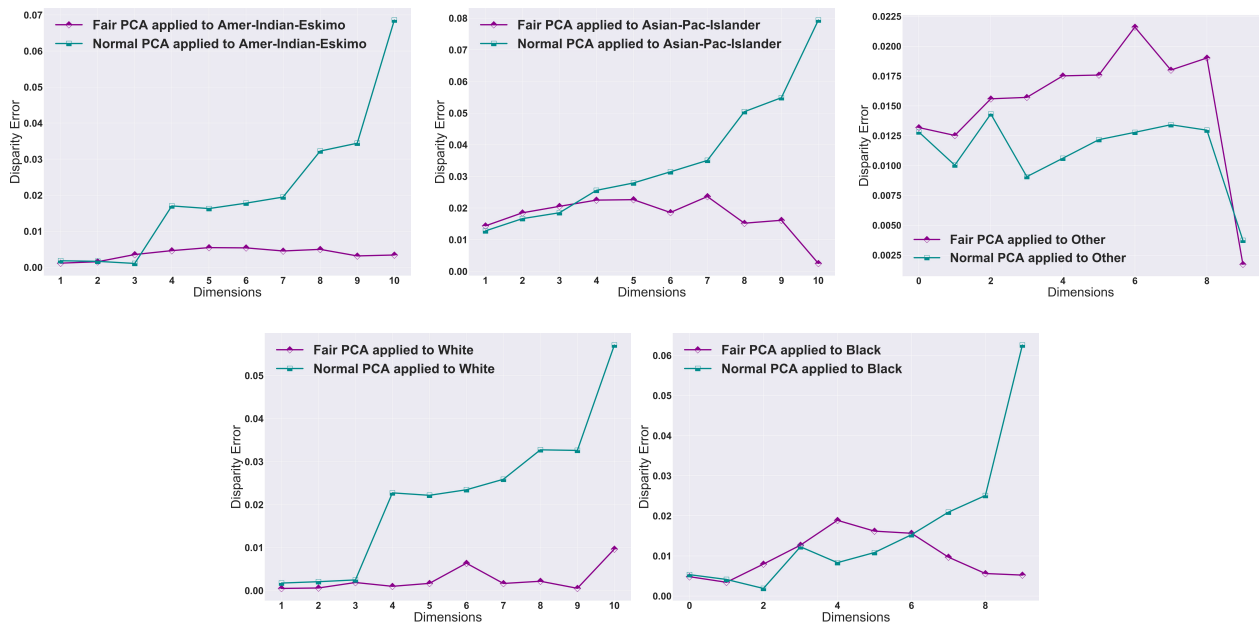 Fair PCA applied to Amer-Indian-Eskimo
Normal PCA applied to Amer-Indian-Eskimo
0.07
0.06
0.05
0.04
0.03
0.02
0.01
0.00
Disparity Error
1 2 3 4 5 6 7 8 9 10
Dimensions
Fair PCA applied to Asian-Pac-Islander
Normal PCA applied to Asian-Pac-Islander
0.08
0.07
0.06
0.05
0.04
0.03
0.02
0.01
0.00
Disparity Error
1 2 3 4 5 6 7 8 9 10
Dimensions
0.0225
0.0200
0.0175
0.0150
0.0125
0.0100
0.0075
0.0050
0.0025
Disparity Error
Fair PCA applied to Other
Normal PCA applied to Other
0 2 4 6 8
Dimensions
Fair PCA applied to White
Normal PCA applied to White
0.05
0.04
0.03
0.02
0.01
0.00
Disparity Error
1 2 3 4 5 6 7 8 9 10
Dimensions
Fair PCA applied to Black
Normal PCA applied to Black
0.06
0.05
0.04
0.03
0.02
0.01
0.00
Disparity Error
0 2 4 6 8
Dimensions